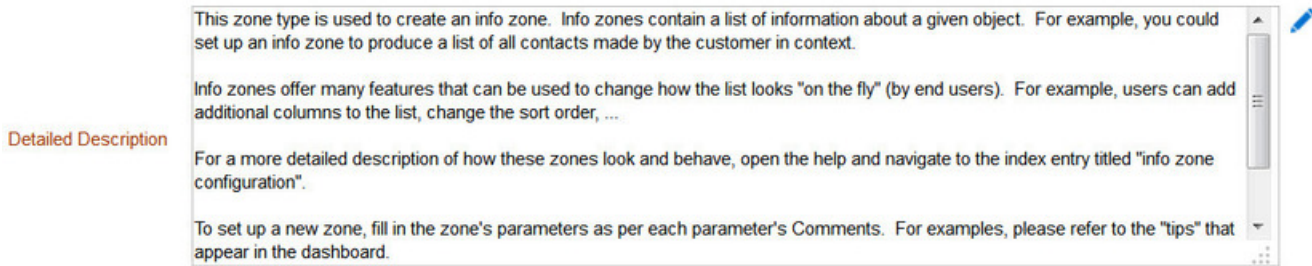 This zone type is used to create an info zone.  Info zones contain a list of information about a given object.  For example, you could
set up an info zone to produce a list of all contacts made by the customer in context.
Info zones offer many features that can be used to change how the list looks "on the fly" (by end users).  For example, users can add
additional columns to the list, change the sort order, ...
Detailed Description
For a more detailed description of how these zones look and behave, open the help and navigate to the index entry titled "info zone
configuration".
To set up a new zone, fill in the zone's parameters as per each parameter's Comments.  For examples, please refer to the "tips" that
appear in the dashboard.